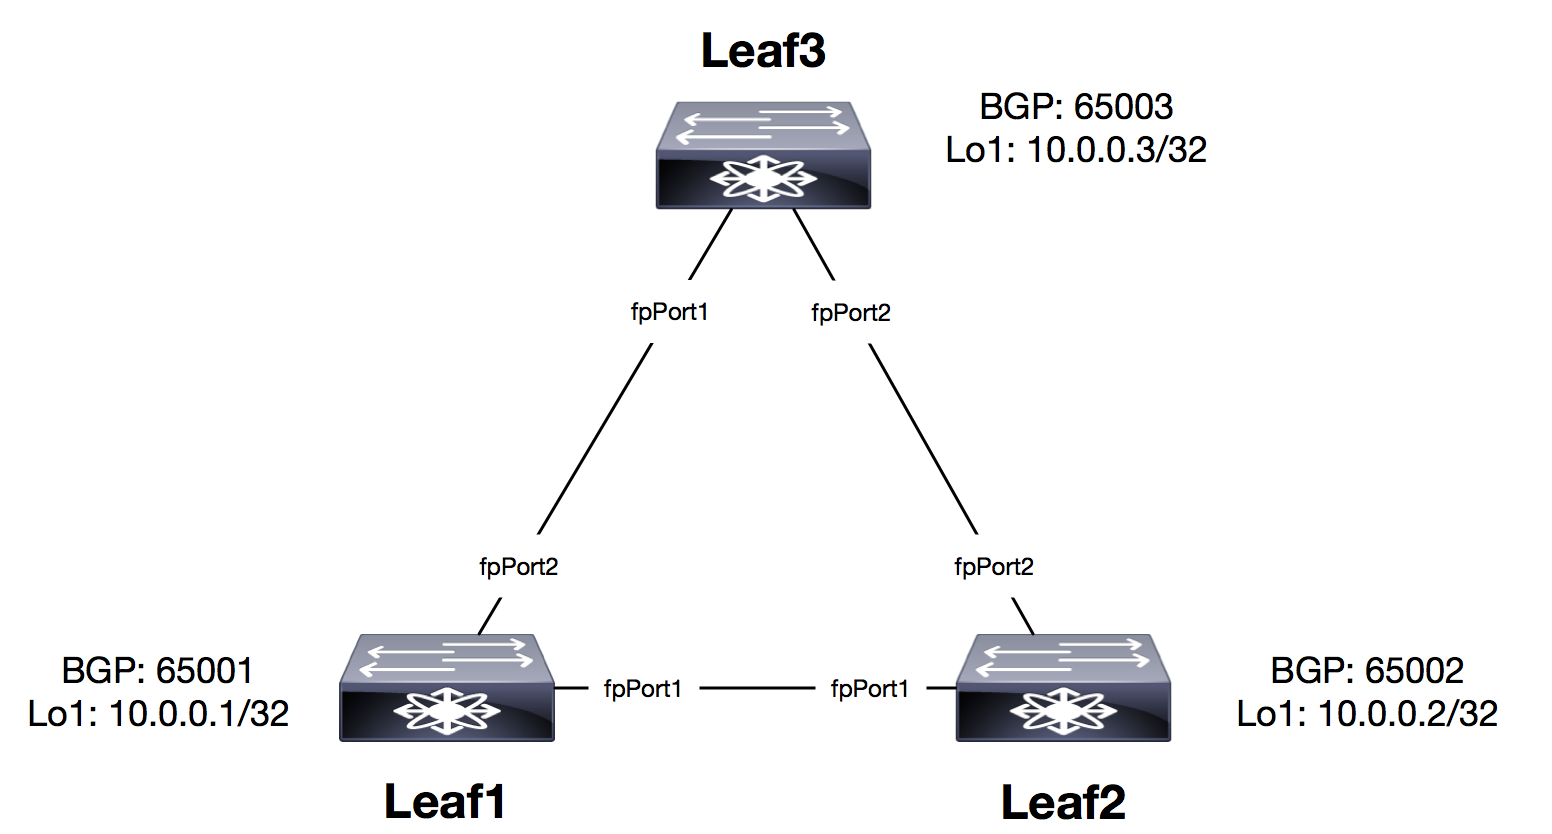 Leaf3
BGP: 65003
Lo1: 10.0.0.3/32
fpPort1
fpPort2
fpPort2
fpPort2
BGP: 65001
Lo1: 10.0.0.1/32
fpPort1
fpPort1
BGP: 65002
Lo1: 10.0.0.2/32
Leaf1
Leaf2